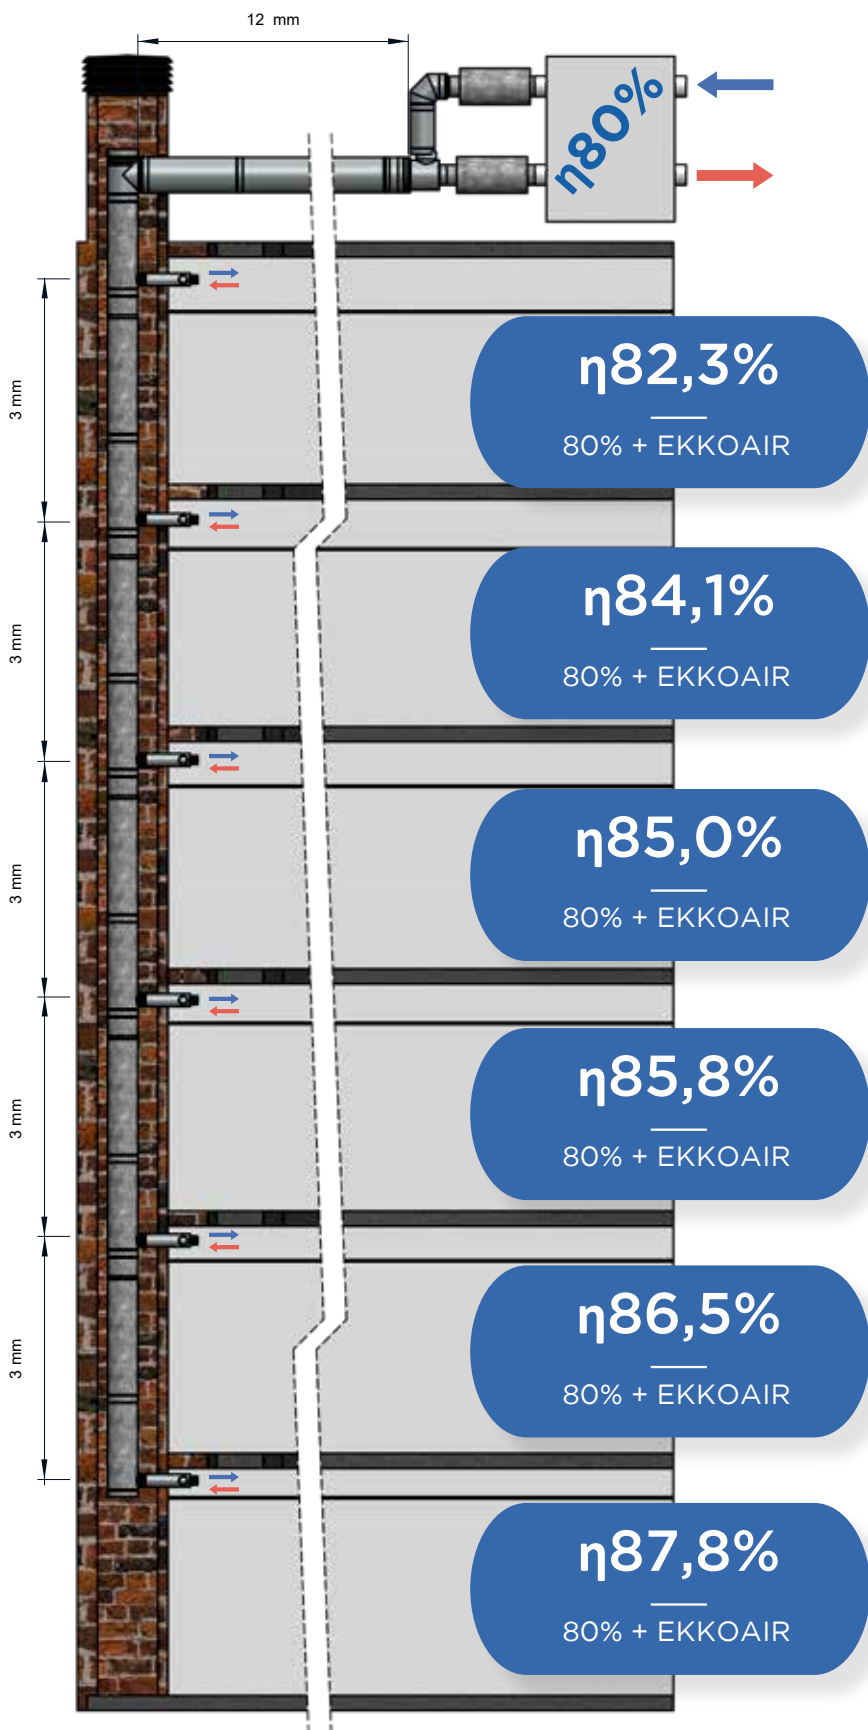 12 mm
η80%
3 mm
η82,3%
80% + EKKOAIR
3 mm
η84,1%
80% + EKKOAIR
3 mm
η85,0%
80% + EKKOAIR
3 mm
η85,8%
80% + EKKOAIR
3 mm
η86,5%
80% + EKKOAIR
η87,8%
80% + EKKOAIR